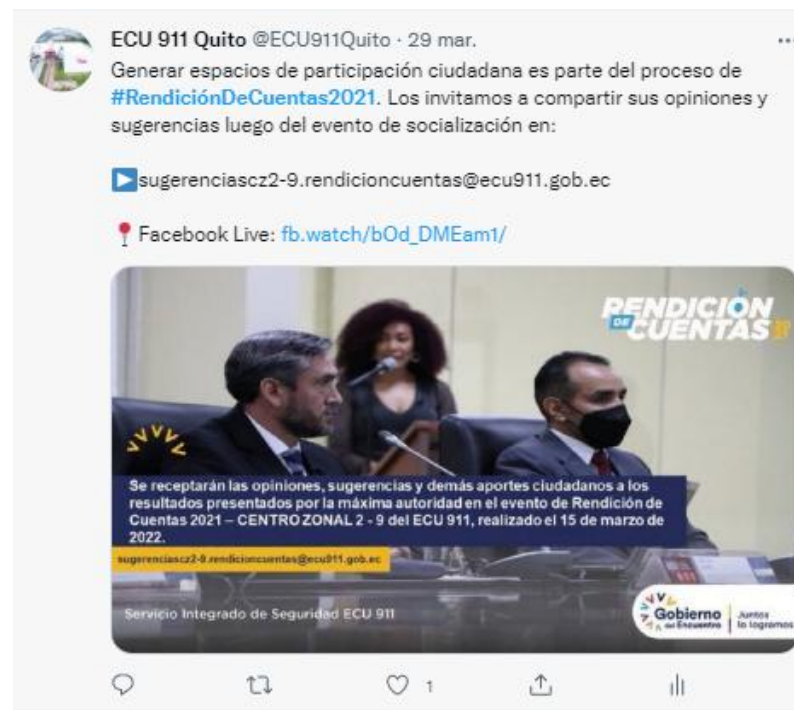 ECU 911 Quito @ECU911Quito · 29 mar.
Generar espacios de participación ciudadana es parte del proceso de
#RendiciónDeCuentas2021. Los invitamos a compartir sus opiniones y
sugerencias luego del evento de socialización en:
sugerenciascz2-9.rendicioncuentas@ecu911.gob.ec
Facebook Live: fb.watch/bOd_DMEam1/
RENDICIÓN
DE CUENTAS
Se receptarán las opiniones, sugerencias y demás aportes ciudadanos a los
resultados presentados por la máxima autoridad en el evento de Rendición de
Cuentas 2021 – CENTRO ZONAL 2 - 9 del ECU 911, realizado el 15 de marzo de
2022.
sugerenciascz2-9.rendicioncuentas@ecu911.gob.ec
Servicio Integrado de Seguridad ECU 911
Gobierno del Encuentro
Juntos lo logramos
1